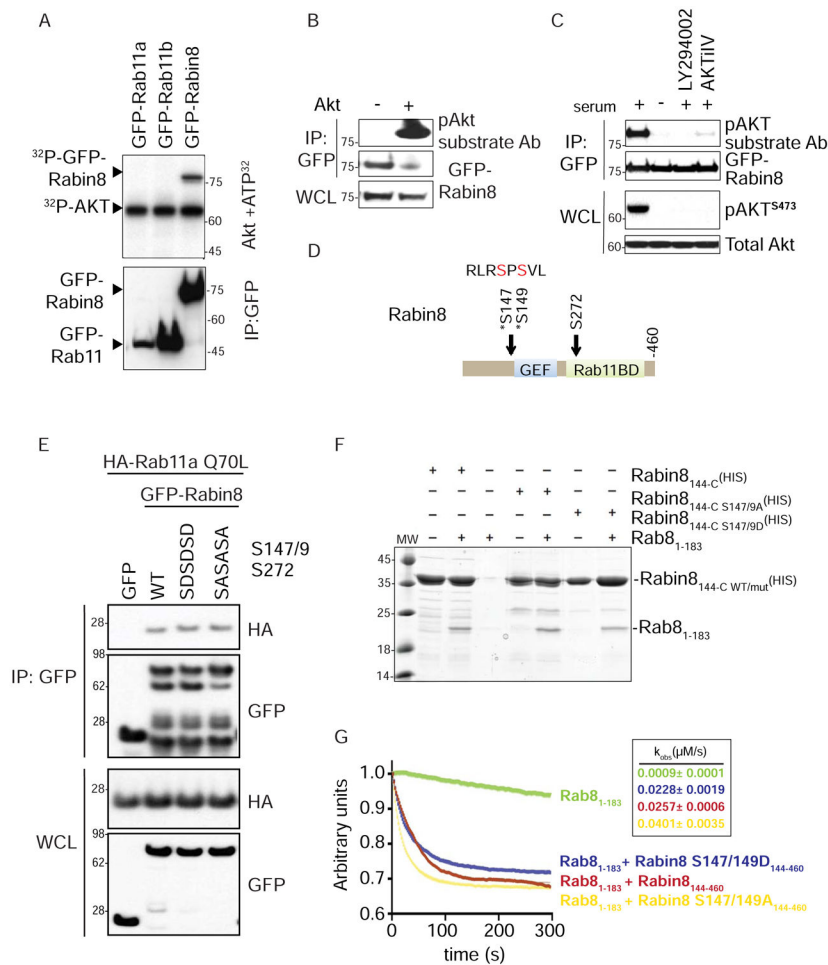 A
GFP-Rab11a
GFP-Rab11b
GFP-Rabin8
32P-GFP-
Rabin8
32P-AKT
-75
-60
-45
Akt +ATP32
GFP-
Rabin8
GFP-
Rab11
-75
-60
-45
IP:GFP
B
Akt - +
IP:
GFP
75-
pAkt
substrate Ab
75-
GFP-
Rabin8
WCL
75-
C
LY294002
AKTiIV
serum + - + +
IP:
GFP
75-
pAKT
substrate Ab
75-
GFP-
Rabin8
WCL
60-
pAKTS473
60-
Total Akt
D
RLRSPSVL
Rabin8
*S147
*S149
S272
-460
GEF
Rab11BD
E
HA-Rab11a Q70L
GFP-Rabin8
GFP
WT
SDSDSD
SASASA
S147/9
S272
IP: GFP
28-
HA
98-
62-
28-
GFP
WCL
28-
HA
98-
62-
28-
GFP
F
+ + - - - - - Rabin8144-C(HIS)
- - - + + - - Rabin8144-C S147/9A(HIS)
- - - - - + + Rabin8144-C S147/9D(HIS)
- + + - + - + Rab81-183
MW
45-
35-
25-
18-
14-
-Rabin8144-C WT/mut(HIS)
-Rab81-183
G
kobs(µM/s)
0.0009± 0.0001
0.0228± 0.0019
0.0257± 0.0006
0.0401± 0.0035
Arbitrary units
1.0
0.9
0.8
0.7
0.6
0
100
200
300
time (s)
Rab81-183
Rab81-183 + Rabin8 S147/149D144-460
Rab81-183 + Rabin8144-460
Rab81-183 + Rabin8 S147/149A144-460